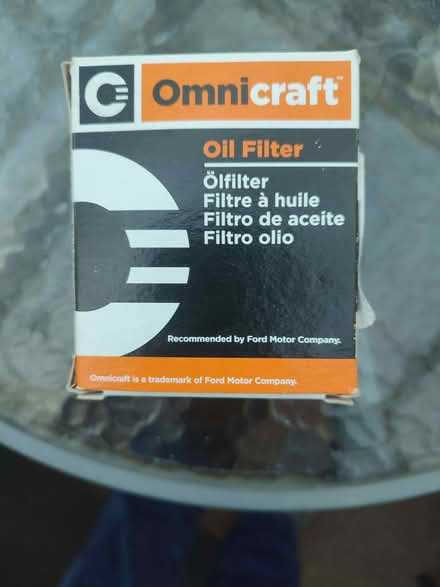 Omnicraft™
Oil Filter
Ölfilter
Filtre à huile
Filtro de aceite
Filtro olio
Recommended by Ford Motor Company.
Omnicraft is a trademark of Ford Motor Company.